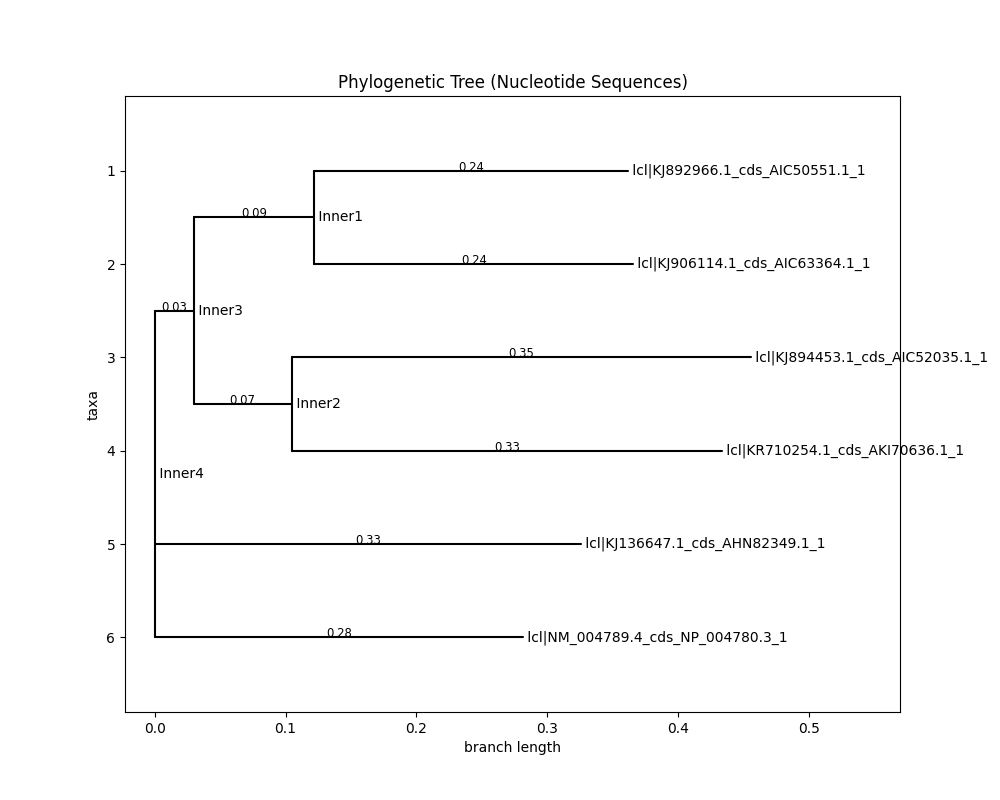 Phylogenetic Tree (Nucleotide Sequences)
1
0.24
lcl|KJ892966.1_cds_AIC50551.1_1
0.09
Inner1
2
0.24
lcl|KJ906114.1_cds_AIC63364.1_1
0.03
Inner3
3
0.35
lcl|KJ894453.1_cds_AIC52035.1_1
taxa
0.07
Inner2
4
0.33
lcl|KR710254.1_cds_AKI70636.1_1
Inner4
5
0.33
lcl|KJ136647.1_cds_AHN82349.1_1
6
0.28
lcl|NM_004789.4_cds_NP_004780.3_1
0.0 0.1 0.2 0.3 0.4 0.5
branch length